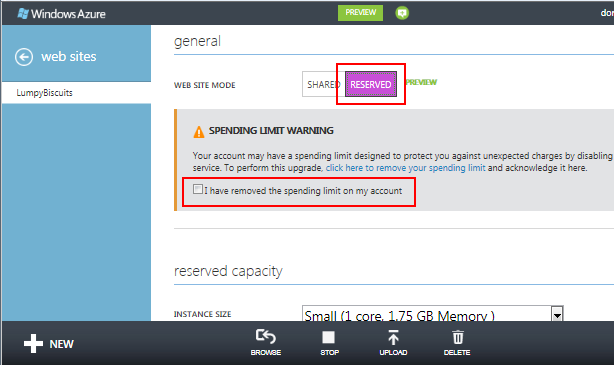 Windows Azure
PREVIEW
dor
web sites
LumpyBiscuits
general
WEB SITE MODE
SHARED
RESERVED
PREVIEW
SPENDING LIMIT WARNING
Your account may have a spending limit designed to protect you against unexpected charges by disabling
service. To perform this upgrade, click here to remove your spending limit and acknowledge it here.
I have removed the spending limit on my account
reserved capacity
INSTANCE SIZE
Small (1 core, 1.75 GB Memory )
NEW
BROWSE
STOP
UPLOAD
DELETE